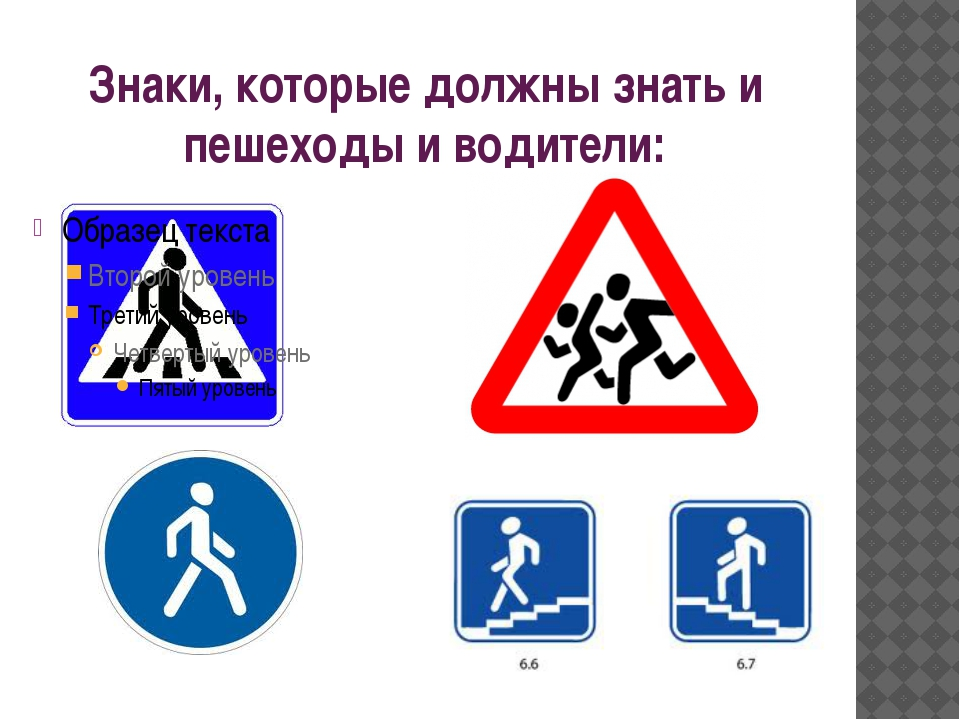 Знаки, которые должны знать и
пешеходы и водители:
Образец текста
Второй уровень
Третий уровень
Четвертый уровень
Пятый уровень
6.6
6.7